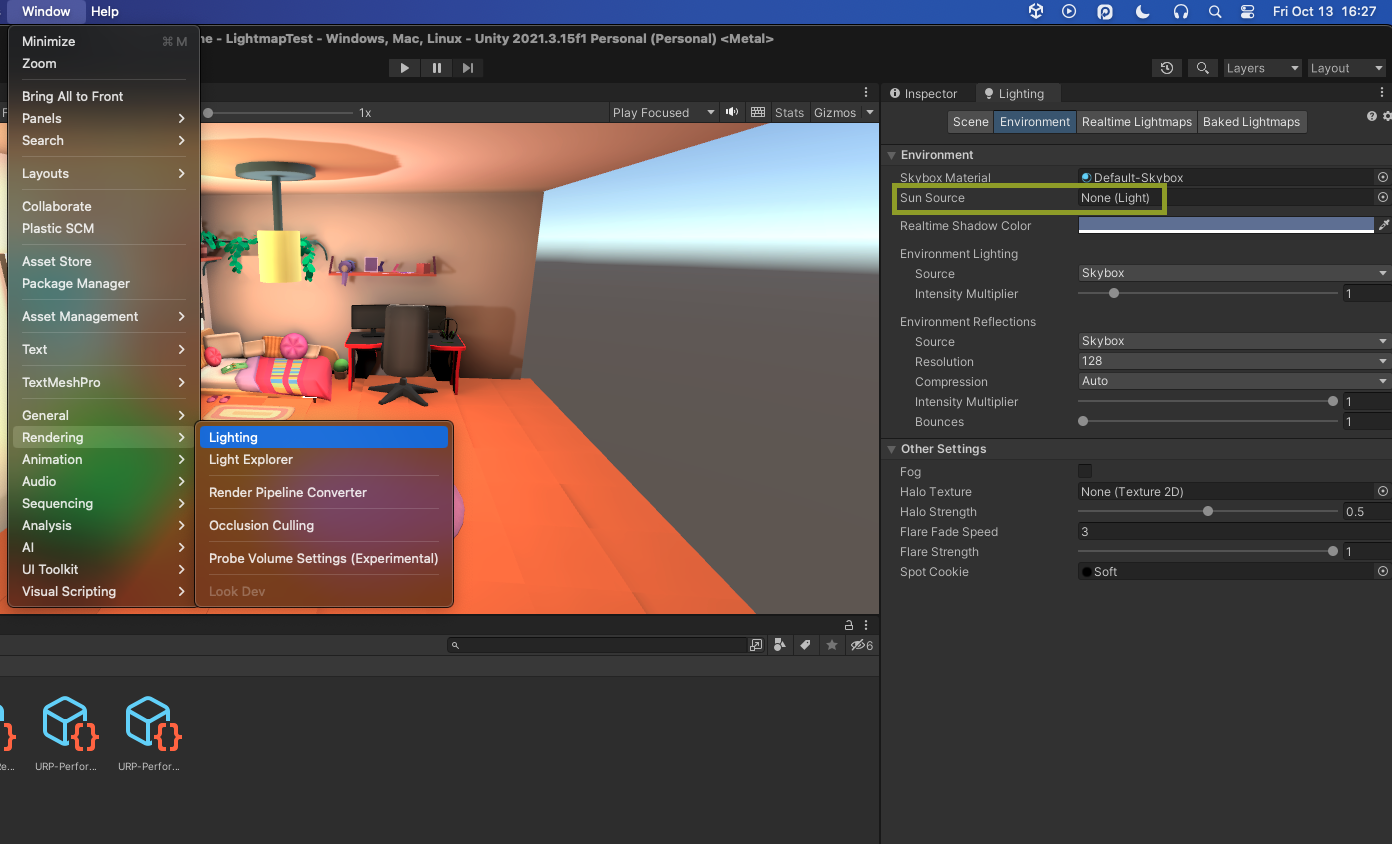 Window Help Fri Oct 13 16:27
ne - LightmapTest - Windows, Mac, Linux - Unity 2021.3.15f1 Personal (Personal) <Metal>
Minimize ⌘ M
Zoom
Bring All to Front
Panels
Search
Layouts
Collaborate
Plastic SCM
Asset Store
Package Manager
Asset Management
Text
TextMeshPro
General
Rendering
Animation
Audio
Sequencing
Analysis
AI
UI Toolkit
Visual Scripting
Lighting
Light Explorer
Render Pipeline Converter
Occlusion Culling
Probe Volume Settings (Experimental)
Look Dev
Layers Layout
1x Play Focused Stats Gizmos
Inspector Lighting
Scene Environment Realtime Lightmaps Baked Lightmaps
Environment
Skybox Material Default-Skybox
Sun Source None (Light)
Realtime Shadow Color
Environment Lighting
Source Skybox
Intensity Multiplier 1
Environment Reflections
Source Skybox
Resolution 128
Compression Auto
Intensity Multiplier 1
Bounces 1
Other Settings
Fog
Halo Texture None (Texture 2D)
Halo Strength 0.5
Flare Fade Speed 3
Flare Strength 1
Spot Cookie Soft
6
Re... URP-Perfor... URP-Perfor...